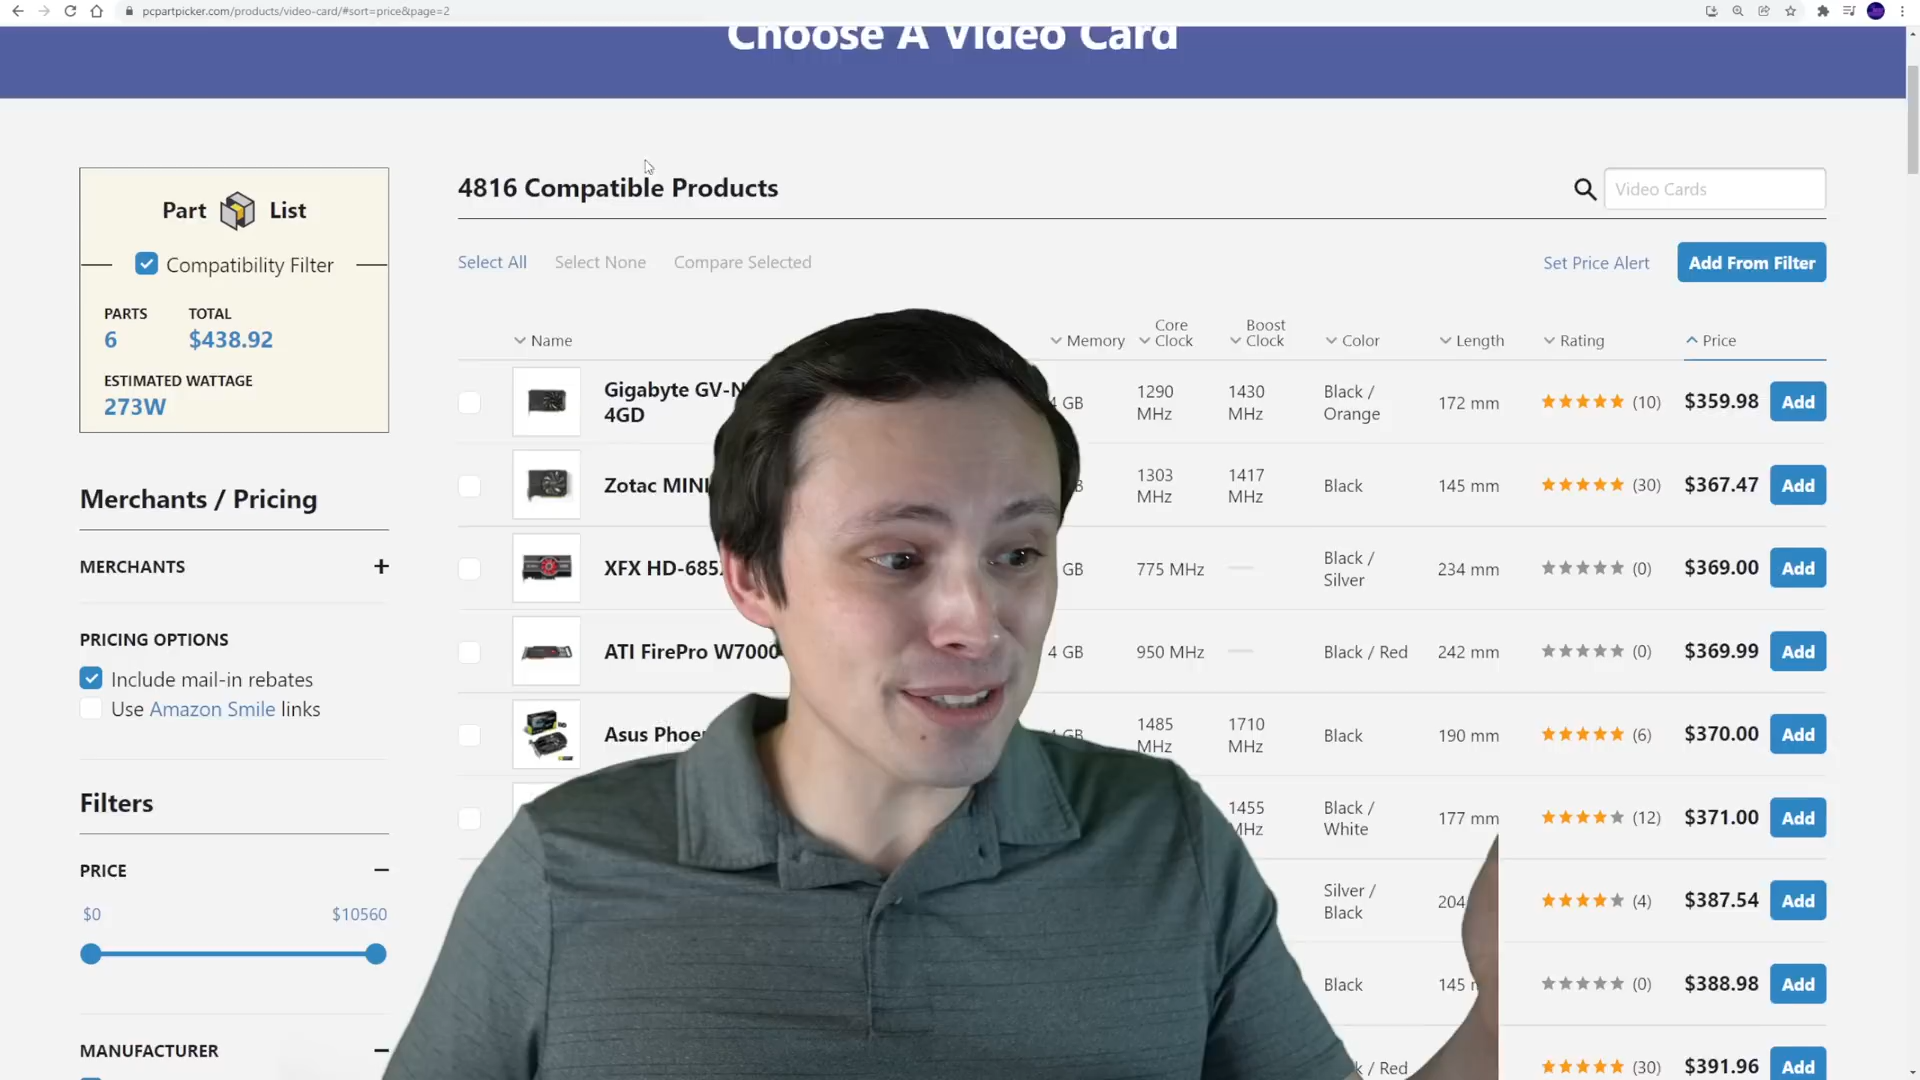 pcpartpicker.com/products/video-card/#sort=price&page=2
Choose A Video Card
Part List
Compatibility Filter
PARTS TOTAL
6 $438.92
ESTIMATED WATTAGE
273W
Merchants / Pricing
MERCHANTS
PRICING OPTIONS
Include mail-in rebates
Use Amazon Smile links
Filters
PRICE
$0 $10560
MANUFACTURER
4816 Compatible Products
Video Cards
Select All Select None Compare Selected
Set Price Alert Add From Filter
Name Memory Core Clock Boost Clock Color Length Rating Price
Gigabyte GV-N
4GD
GB 1290 MHz 1430 MHz Black / Orange 172 mm (10) $359.98 Add
Zotac MINI 1303 MHz 1417 MHz Black 145 mm (30) $367.47 Add
XFX HD-685 GB 775 MHz Black / Silver 234 mm (0) $369.00 Add
ATI FirePro W7000 4 GB 950 MHz Black / Red 242 mm (0) $369.99 Add
Asus Phoe GB 1485 MHz 1710 MHz Black 190 mm (6) $370.00 Add
1455 MHz Black / White 177 mm (12) $371.00 Add
Silver / Black 204 (4) $387.54 Add
Black 145 (0) $388.98 Add
/ Red (30) $391.96 Add